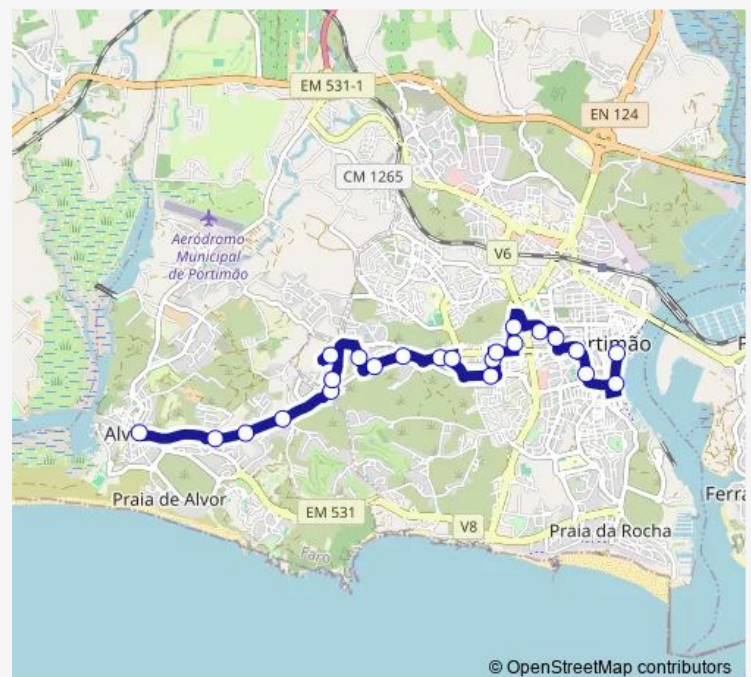 EM 531-1
EN 124
CM 1265
Aeródromo
Municipal
de Portimão
V6
rtimão
Alv
Praia de Alvor
EM 531
Faro
V8
Praia da Rocha
Ferra
© OpenStreetMap contributors